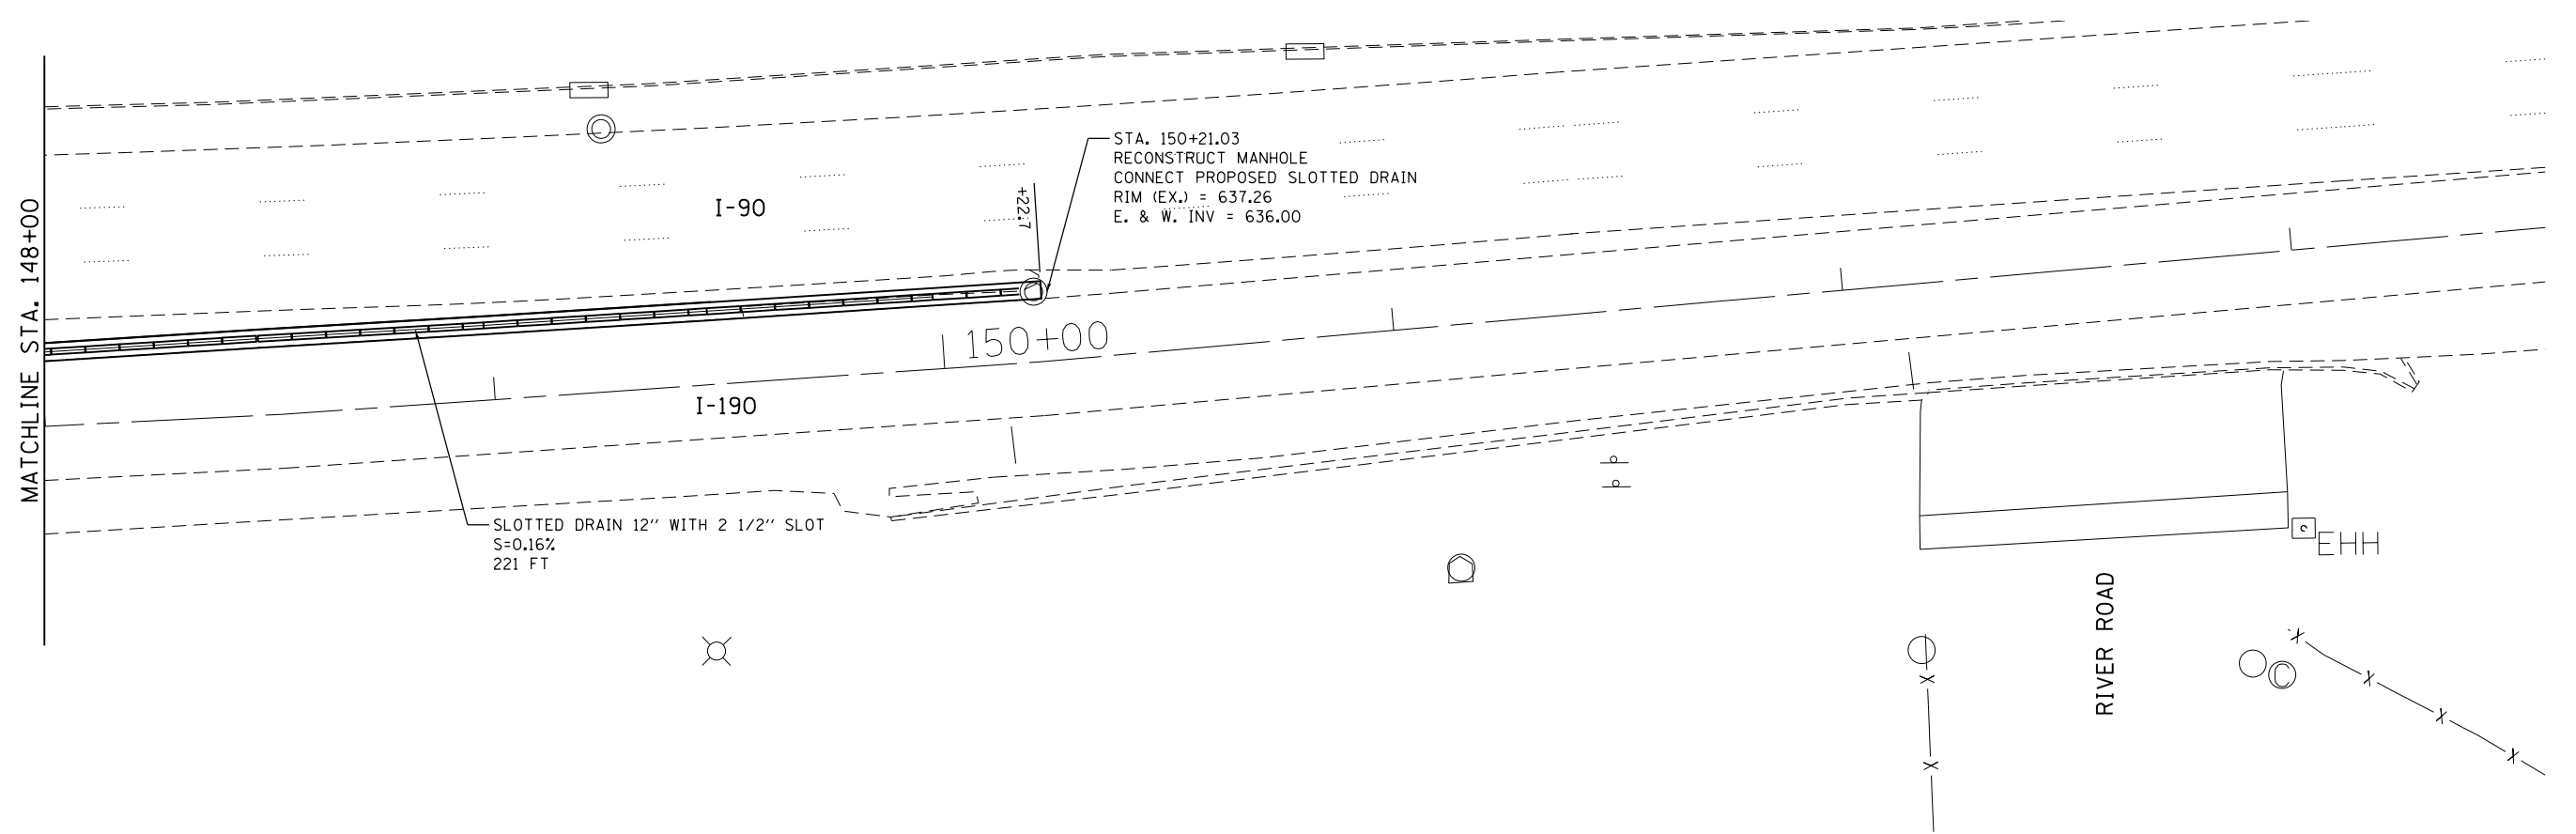 MATCHLINE STA. 148+00
I-90
+22.7
STA. 150+21.03
RECONSTRUCT MANHOLE
CONNECT PROPOSED SLOTTED DRAIN
RIM (EX.) = 637.26
E. & W. INV = 636.00
150+00
I-190
SLOTTED DRAIN 12" WITH 2 1/2" SLOT
S=0.16%
221 FT
EHH
RIVER ROAD
C